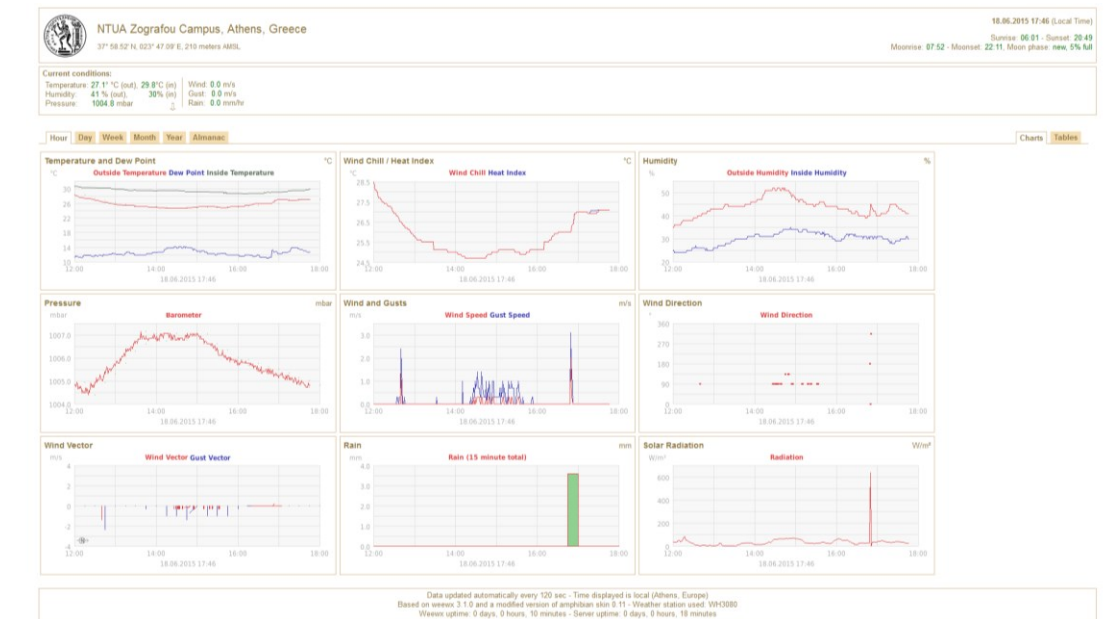 NTUA Zografou Campus, Athens, Greece
37° 58.52' N, 023° 47.09' E, 210 meters AMSL
18.06.2015 17:46 (Local Time)
Sunrise: 06:01 - Sunset: 20:49
Moonrise: 07:52 - Moonset: 22:11, Moon phase: new, 5% full
Current conditions:
Temperature: 27.1° °C (out), 29.8°C (in) Wind: 0.0 m/s
Humidity: 41 % (out), 30% (in) Gust: 0.0 m/s
Pressure: 1004.8 mbar Rain: 0.0 mm/hr
Hour Day Week Month Year Almanac Charts Tables
Temperature and Dew Point °C
°C Outside Temperature Dew Point Inside Temperature
30
26
22
18
14
10
12:00 14:00 16:00 18:00
18.06.2015 17:46
Wind Chill / Heat Index °C
°C Wind Chill Heat Index
28.5
27.5
26.5
25.5
24.5
12:00 14:00 16:00 18:00
18.06.2015 17:46
Humidity %
% Outside Humidity Inside Humidity
50
40
30
20
12:00 14:00 16:00 18:00
18.06.2015 17:46
Pressure mbar
mbar Barometer
1007.0
1006.0
1005.0
1004.0
12:00 14:00 16:00 18:00
18.06.2015 17:46
Wind and Gusts m/s
m/s Wind Speed Gust Speed
3.0
2.0
1.0
0.0
12:00 14:00 16:00 18:00
18.06.2015 17:46
Wind Direction
° Wind Direction
360
270
180
90
0
12:00 14:00 16:00 18:00
18.06.2015 17:46
Wind Vector
m/s Wind Vector Gust Vector
4
2
0
-2
-4
12:00 14:00 16:00 18:00
18.06.2015 17:46
Rain mm
mm Rain (15 minute total)
4.0
3.0
2.0
1.0
0.0
12:00 14:00 16:00 18:00
18.06.2015 17:46
Solar Radiation W/m²
W/m² Radiation
600
400
200
0
12:00 14:00 16:00 18:00
18.06.2015 17:46
Data updated automatically every 120 sec - Time displayed is local (Athens, Europe)
Based on weewx 3.1.0 and a modified version of amphibian skin 0.11 - Weather station used: WH3080
Weewx uptime: 0 days, 0 hours, 10 minutes - Server uptime: 0 days, 0 hours, 18 minutes